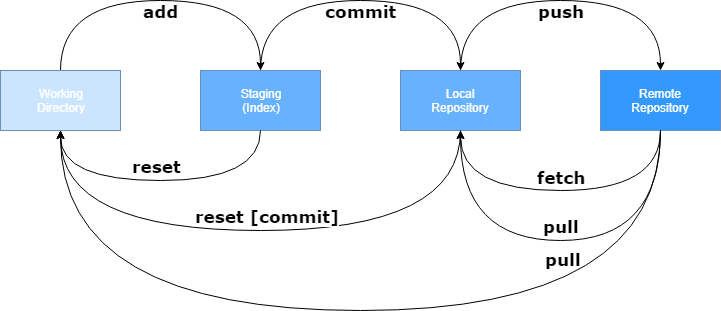 add
commit
push
Working
Directory
Staging
(Index)
Local
Repository
Remote
Repository
reset
fetch
reset [commit]
pull
pull